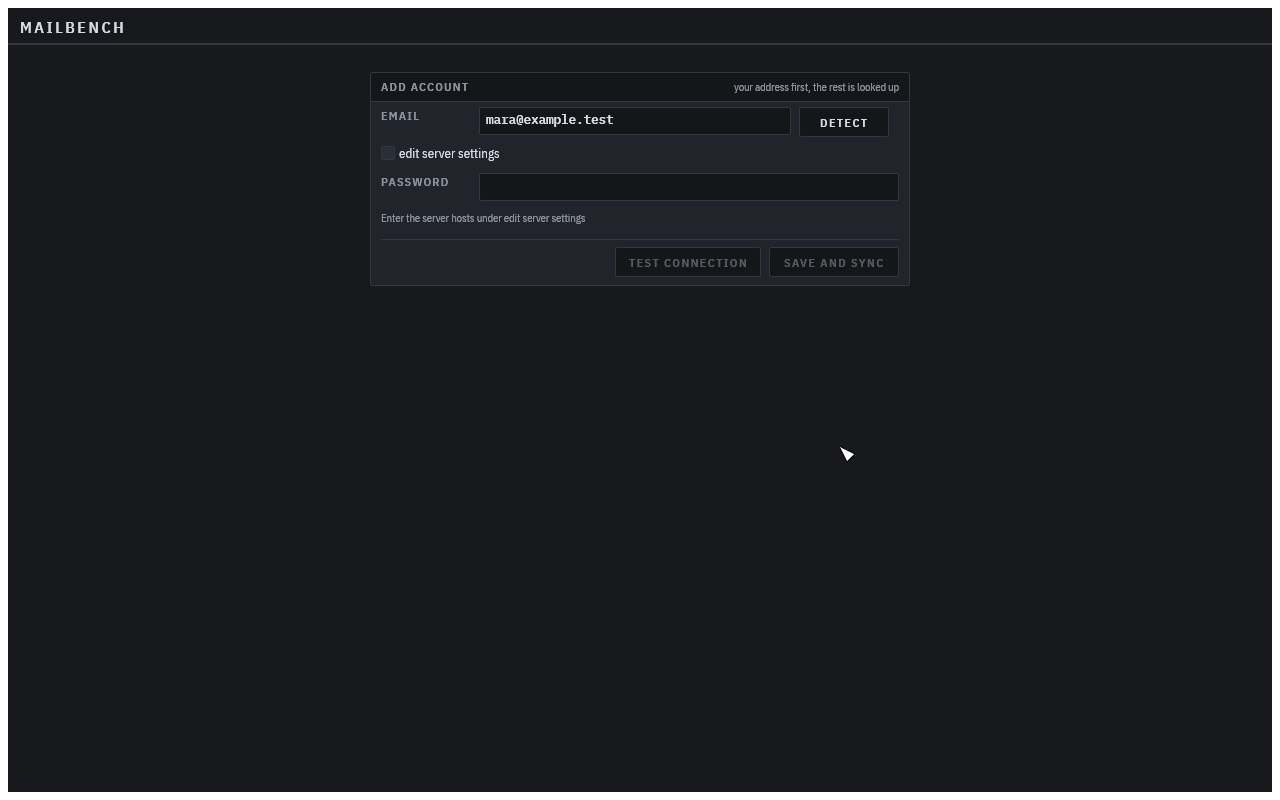 MAILBENCH
ADD ACCOUNT your address first, the rest is looked up
EMAIL mara@example.test DETECT
edit server settings
PASSWORD
Enter the server hosts under edit server settings
TEST CONNECTION SAVE AND SYNC